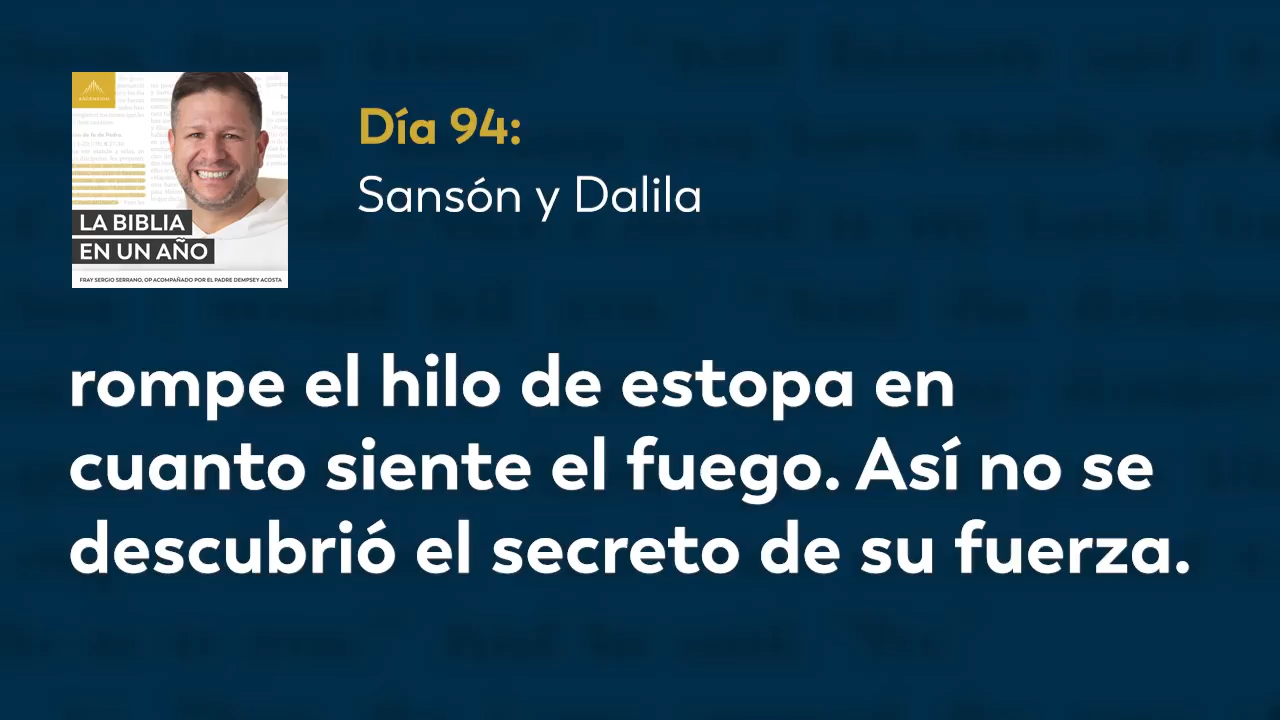 ASCENSION
Día 94:
Sansón y Dalila
LA BIBLIA
EN UN AÑO
FRAY SERGIO SERRANO, OP ACOMPAÑADO POR EL PADRE DEMPSEY ACOSTA
rompe el hilo de estopa en
cuanto siente el fuego. Así no se
descubrió el secreto de su fuerza.